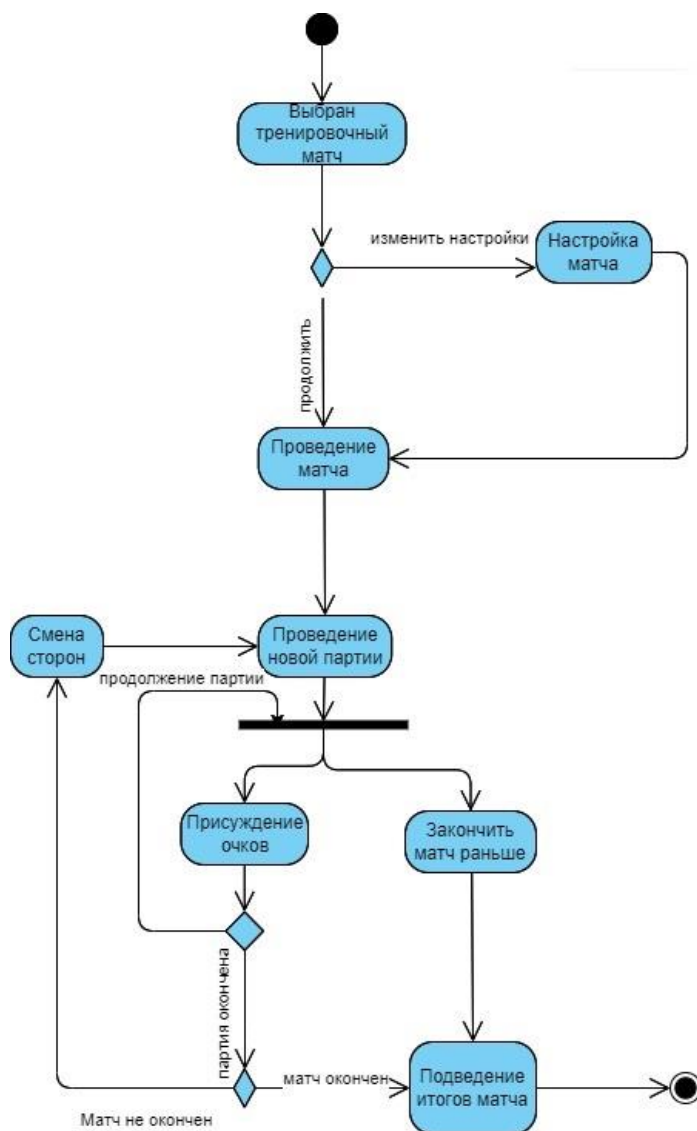 Выбран
тренировочный
матч
изменить настройки
Настройка
матча
продолжить
Проведение
матча
Смена
сторон
Проведение
новой партии
продолжение партии
Присуждение
очков
Закончить
матч раньше
партия окончена
матч окончен
Подведение
итогов матча
Матч не окончен